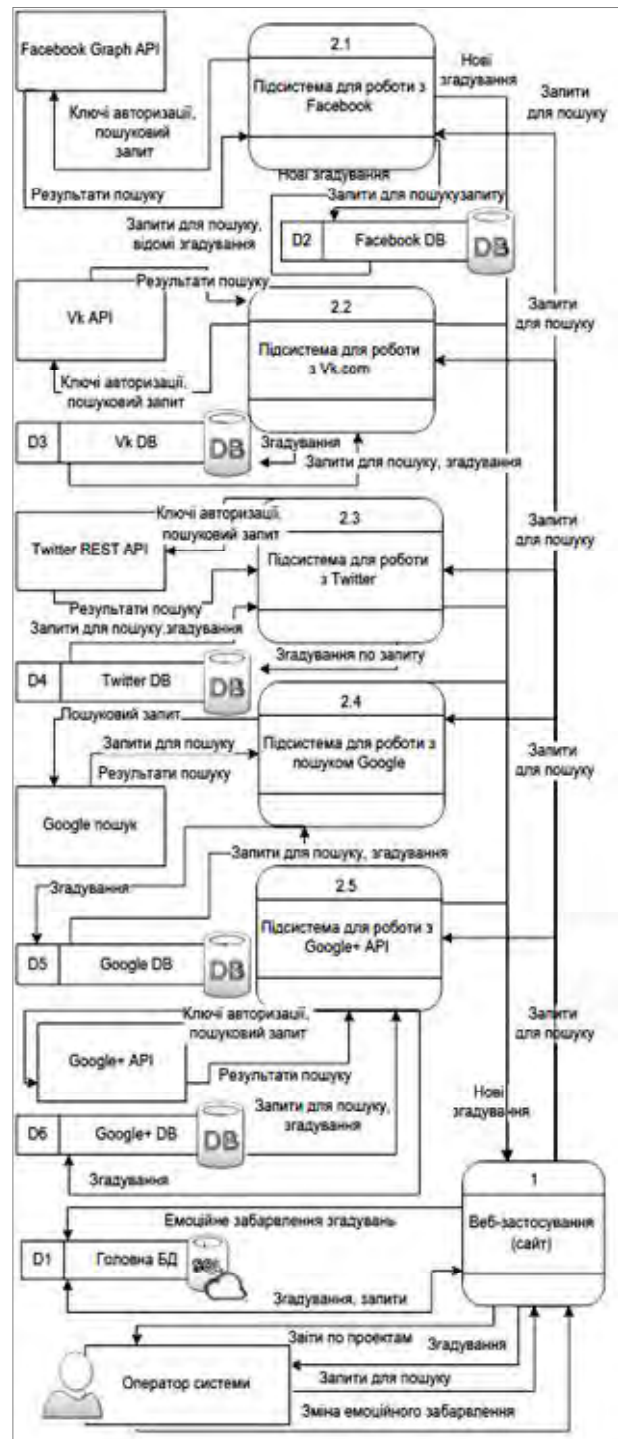 Facebook Graph API
2.1
Підсистема для роботи з
Facebook
Нові
згадування
Запити
для пошуку
Ключі авторизації,
пошуковий
запит
Результати пошуку
Нові згадування
Запити для пошукузапиту
Запити для пошуку,
відомі згадування
D2
Facebook DB
DB
Результати пошуку
Vk API
2.2
Підсистема для роботи
з Vk.com
Запити
для пошуку
Ключі авторизації,
пошуковий запит
D3
Vk DB
DB
Згадування
Запити для пошуку, згадування
Ключі авторизації,
пошуковий запит
Twitter REST API
2.3
Підсистема для роботи
з Twitter
Запити
для пошуку
Результати пошуку
Запити для пошуку,згадування
Згадування по запиту
D4
Twitter DB
DB
Пошуковий запит
2.4
Підсистема для роботи з
пошуком Google
Запити для пошуку
Результати пошуку
Запити
для пошуку
Google пошук
Запити для пошуку, згадування
Згадування
2.5
Підсистема для роботи з
Google+ API
D5
Google DB
DB
Ключі авторизації,
пошуковий запит
Запити
для пошуку
Google+ API
Результати пошуку
Запити для пошуку,
згадування
Нові
згадування
D6
Google+ DB
DB
Згадування
1
Веб-застосування
(сайт)
Емоційне забарвлення згадувань
D1
Головна БД
SQL
Згадування, запити
Звіти по проектам
Згадування
Оператор системи
Запити для пошуку
Зміна емоційного забарвлення